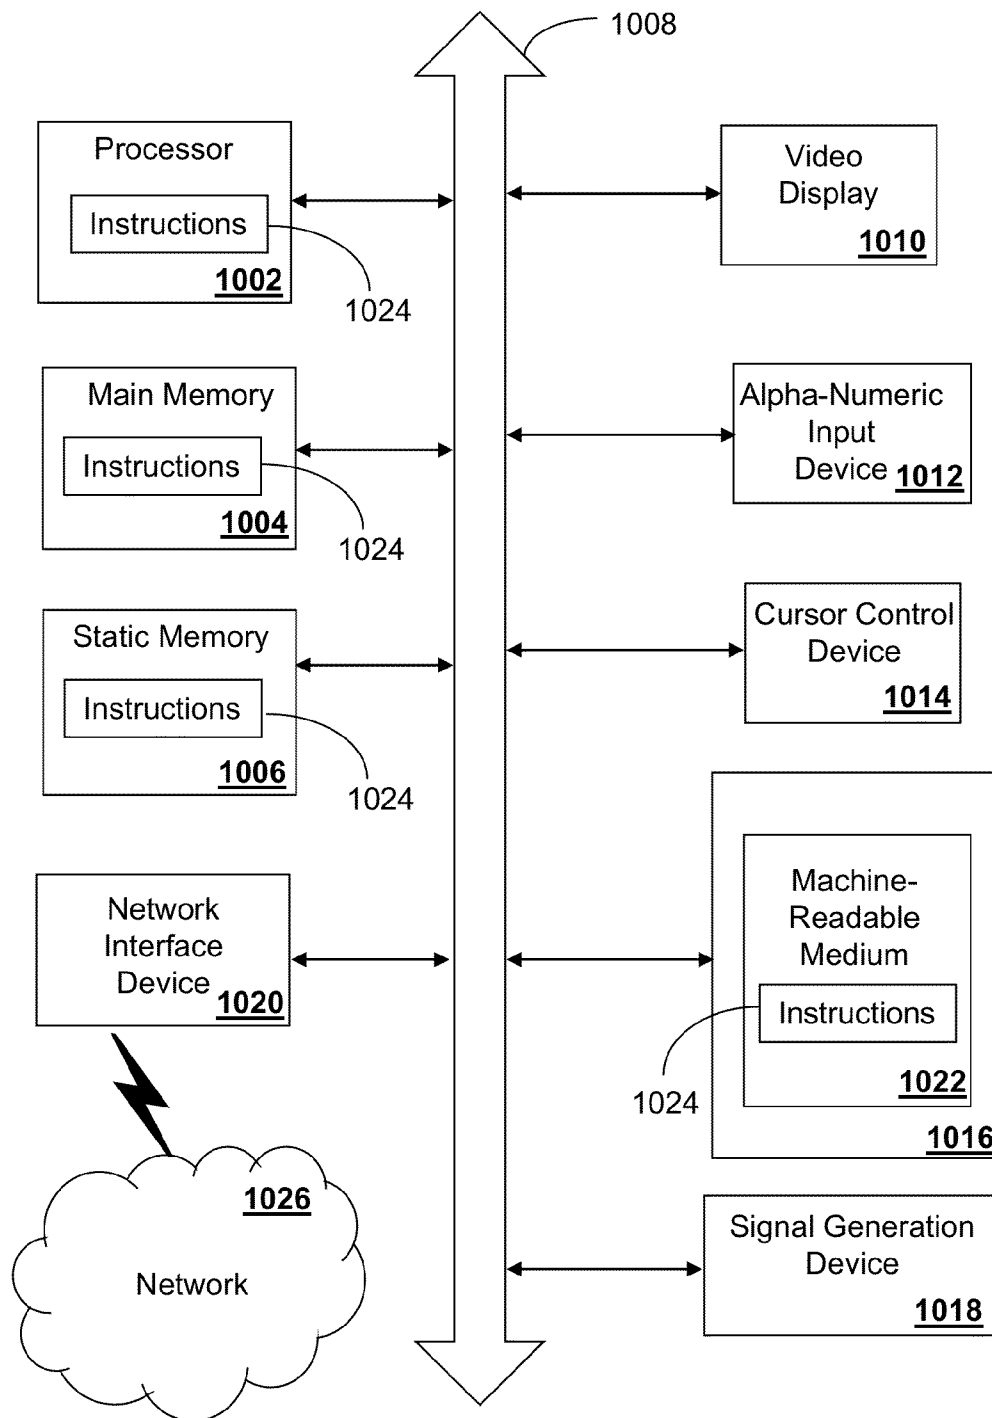 1008
Processor
Instructions
1002
1024
Main Memory
Instructions
1004
1024
Static Memory
Instructions
1006
1024
Network
Interface
Device
1020
1026
Network
Video
Display
1010
Alpha-Numeric
Input
Device
1012
Cursor Control
Device
1014
Machine-
Readable
Medium
Instructions
1022
1024
1016
Signal Generation
Device
1018